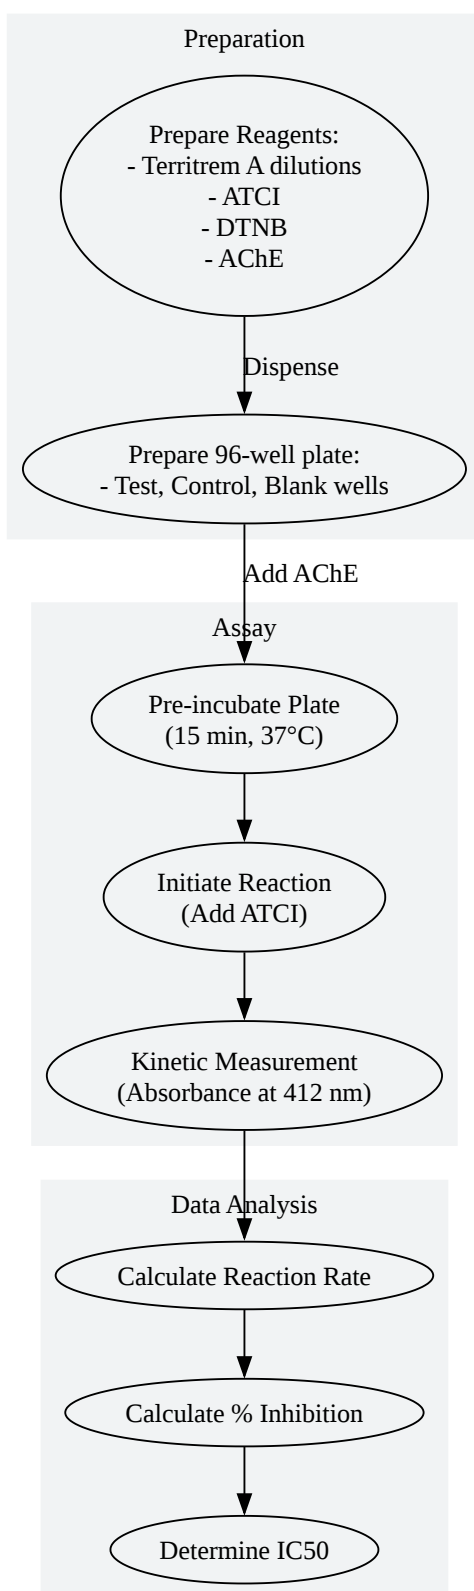 Preparation
Prepare Reagents:
- Territrem A dilutions
- ATCI
- DTNB
- AChE
Dispense
Prepare 96-well plate:
- Test, Control, Blank wells
Add AChE
Assay
Pre-incubate Plate
(15 min, 37°C)
Initiate Reaction
(Add ATCI)
Kinetic Measurement
(Absorbance at 412 nm)
Data Analysis
Calculate Reaction Rate
Calculate % Inhibition
Determine IC50